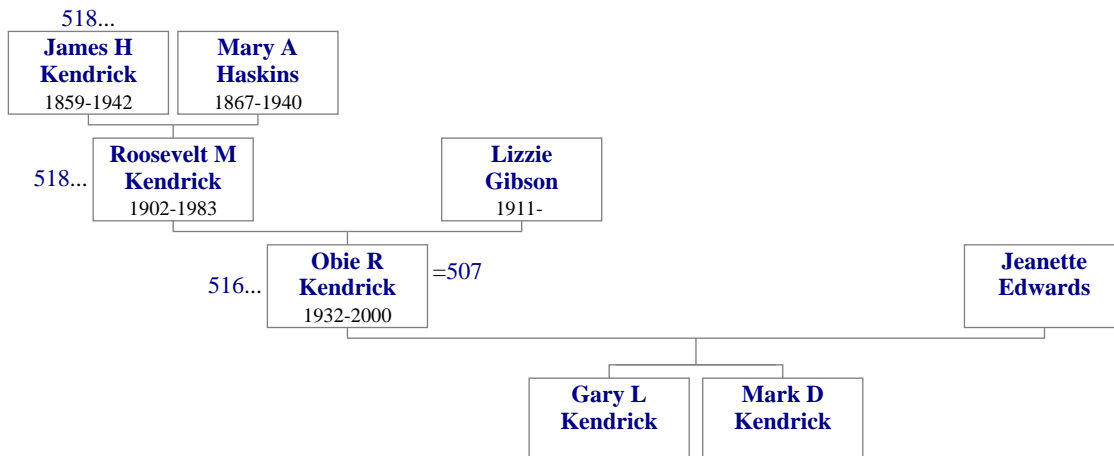 518...
James H
Kendrick
1859-1942
Mary A
Haskins
1867-1940
518...
Roosevelt M
Kendrick
1902-1983
Lizzie
Gibson
1911-
516...
Obie R
Kendrick
1932-2000
=507
Jeanette
Edwards
Gary L
Kendrick
Mark D
Kendrick